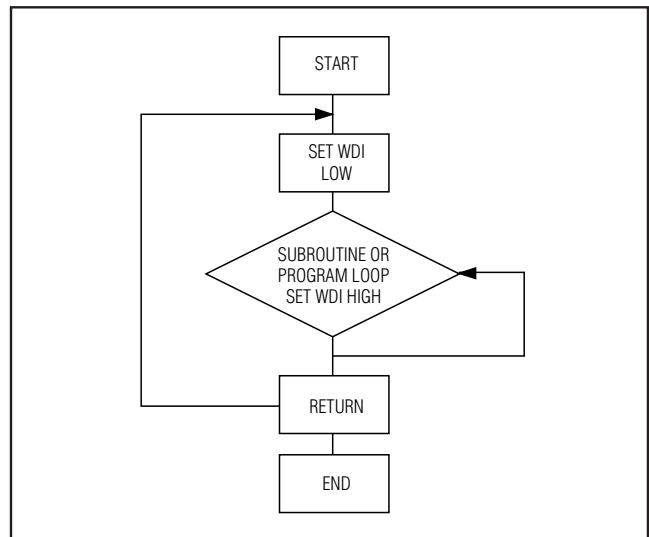 START
SET WDI
LOW
SUBROUTINE OR
PROGRAM LOOP
SET WDI HIGH
RETURN
END